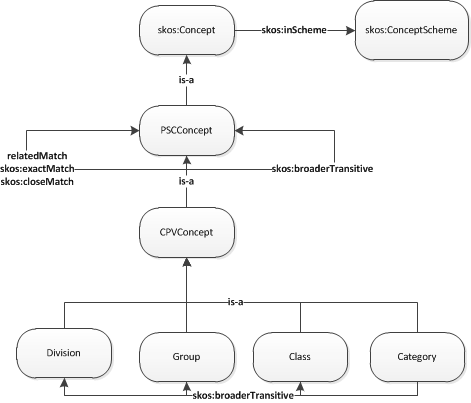 skos:Concept
skos:inScheme
skos:ConceptScheme
is-a
PSCConcept
relatedMatch
skos:exactMatch
skos:closeMatch
skos:broaderTransitive
is-a
CPVConcept
is-a
Division
Group
Class
Category
skos:broaderTransitive